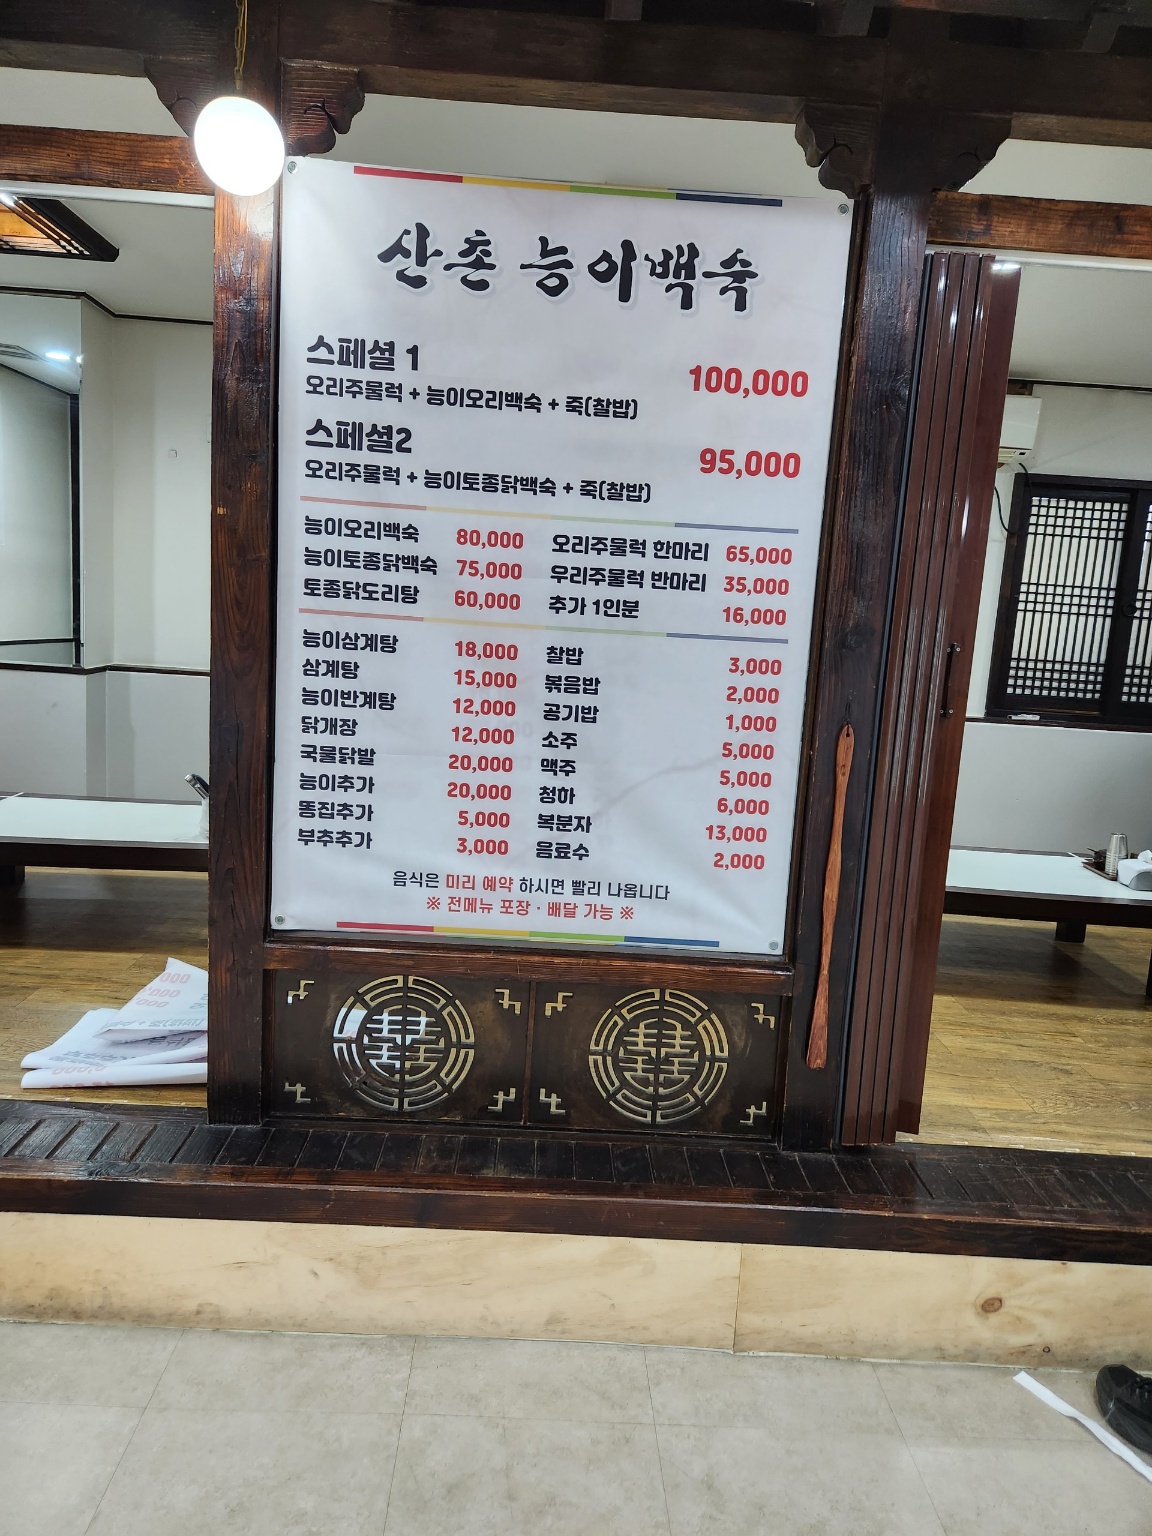 산촌 능이백숙
스페셜 1
오리주물럭 + 능이오리백숙 + 죽(찰밥)
100,000
스페셜2
오리주물럭 + 능이토종닭백숙 + 죽(찰밥)
95,000
능이오리백숙 80,000
능이토종닭백숙 75,000
토종닭도리탕 60,000
오리주물럭 한마리 65,000
우리주물럭 반마리 35,000
추가 1인분 16,000
능이삼계탕 18,000
삼계탕 15,000
능이반계탕 12,000
닭개장 12,000
국물닭발 20,000
능이추가 20,000
똥집추가 5,000
부추추가 3,000
찰밥 3,000
볶음밥 2,000
공기밥 1,000
소주 5,000
맥주 5,000
청하 6,000
복분자 13,000
음료수 2,000
음식은 미리 예약 하시면 빨리 나옵니다
※ 전메뉴 포장 · 배달 가능 ※